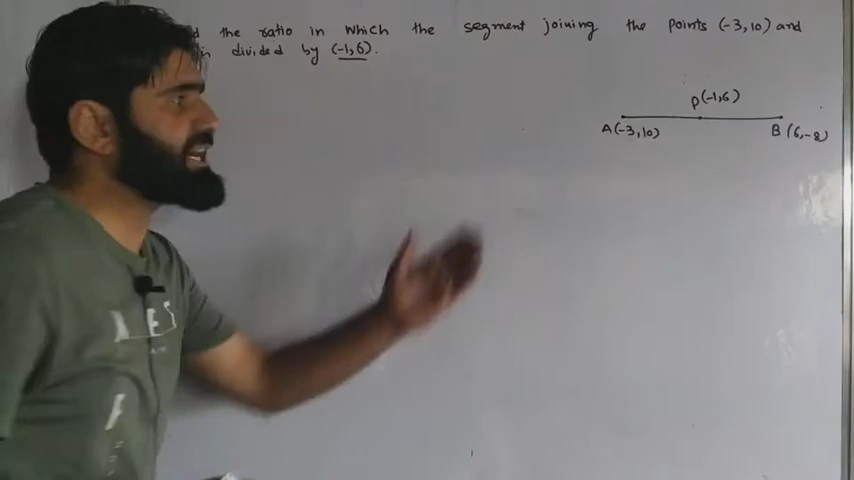 the ratio in which the segment joining the points (-3,10) and
divided by (-1,6).
P(-1,6)
A(-3,10) B(6,-8)